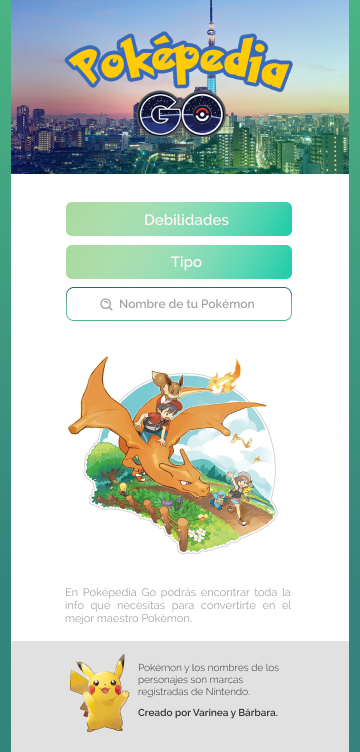 Poképedia
GO
Debilidades
Tipo
Nombre de tu Pokémon
En Poképedia Go podrás encontrar toda la
info que necesitas para convertirte en el
mejor maestro Pokémon.
Pokémon y los nombres de los
personajes son marcas
registradas de Nintendo.
Creado por Varinea y Bárbara.